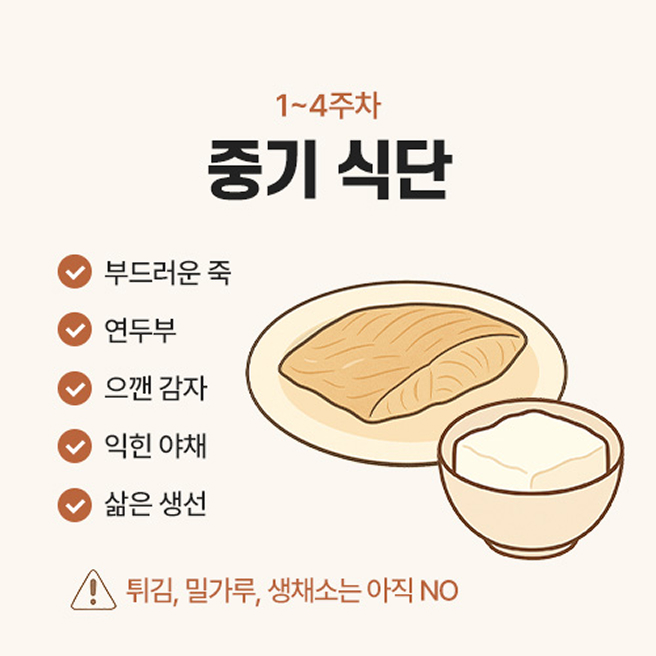 1~4주차
중기 식단
부드러운 죽
연두부
으깬 감자
익힌 야채
삶은 생선
튀김, 밀가루, 생채소는 아직 NO